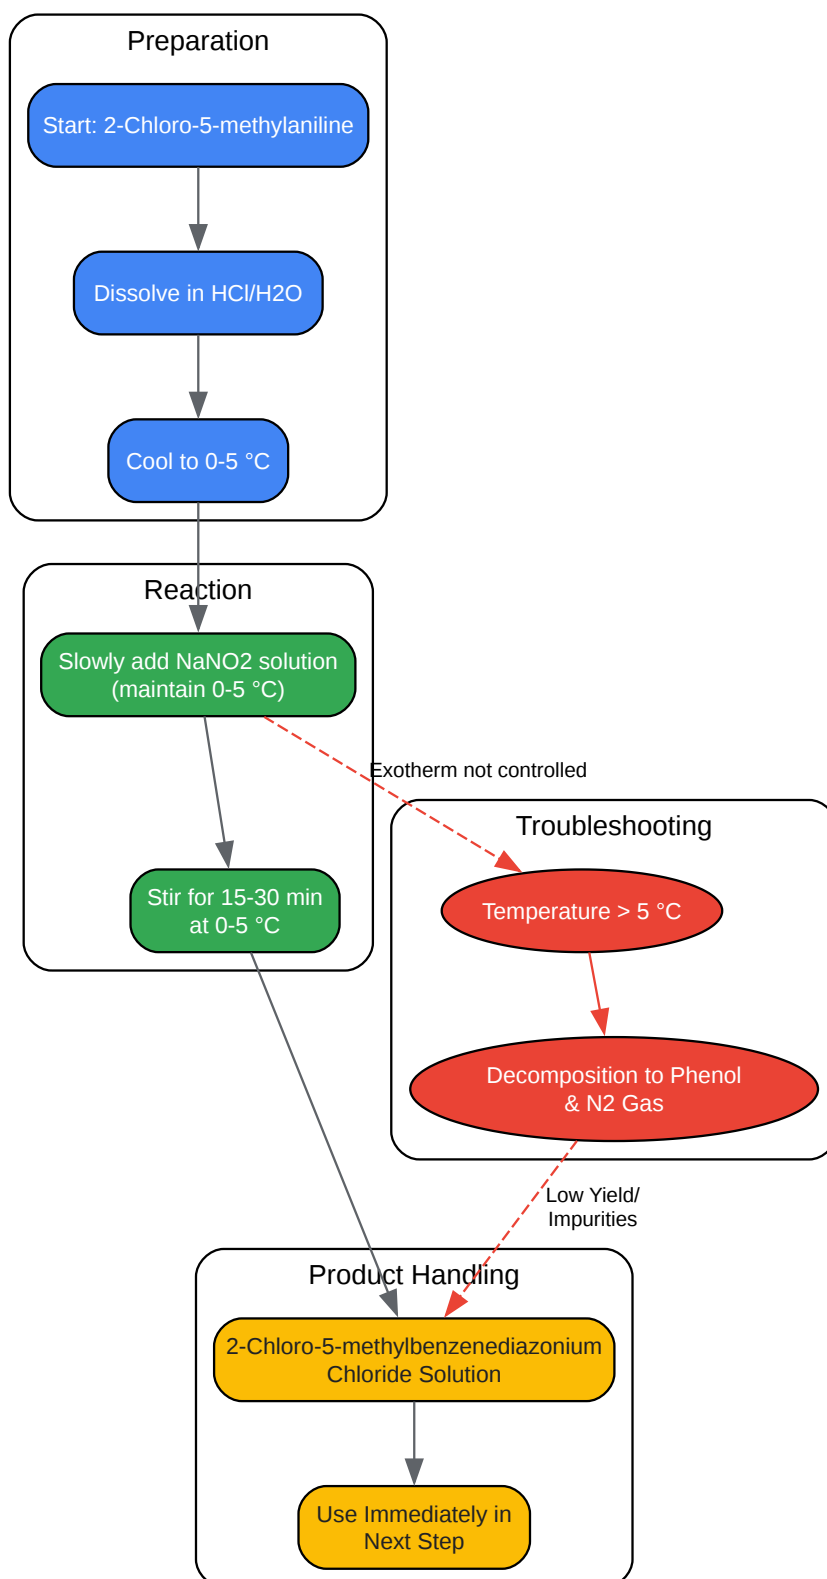 Preparation
Start: 2-Chloro-5-methylaniline
Dissolve in HCl/H2O
Cool to 0-5 °C
Reaction
Slowly add NaNO2 solution
(maintain 0-5 °C)
Exotherm not controlled
Troubleshooting
Stir for 15-30 min
at 0-5 °C
Temperature > 5 °C
Decomposition to Phenol
& N2 Gas
Low Yield/
Impurities
Product Handling
2-Chloro-5-methylbenzenediazonium
Chloride Solution
Use Immediately in
Next Step